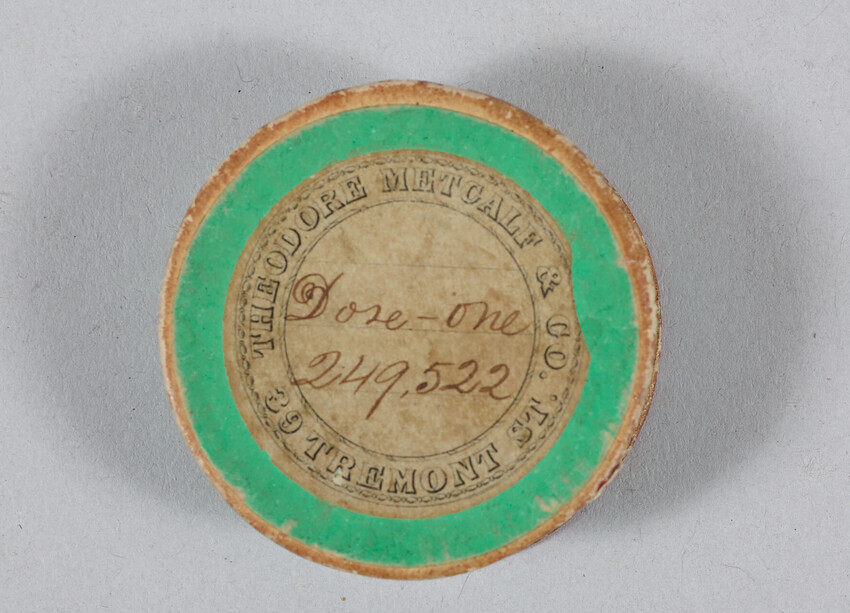 THEODORE METCALF & CO.
Dose-one
249,522
39 TREMONT ST.